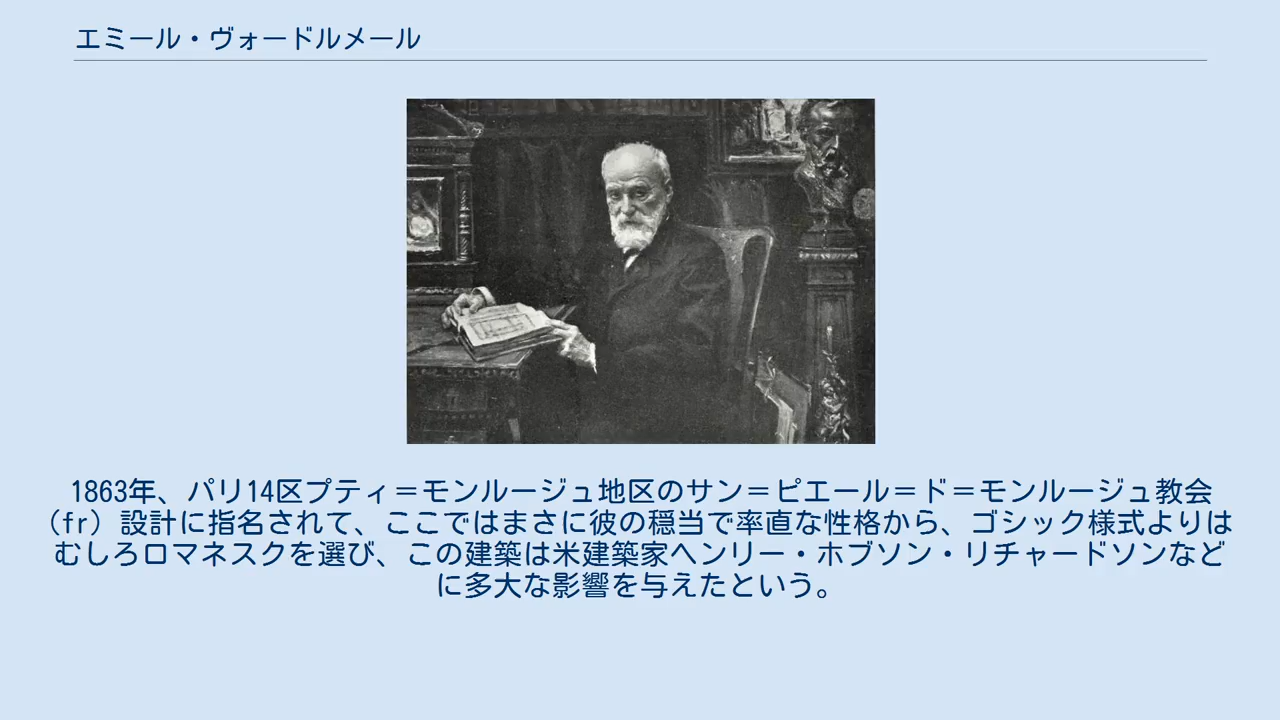 エミール・ヴォードルメール
1863年、パリ14区プティ＝モンルージュ地区のサン＝ピエール＝ド＝モンルージュ教会
（fr）設計に指名されて、ここではまさに彼の穏当で率直な性格から、ゴシック様式よりは
むしろロマネスクを選び、この建築は米建築家ヘンリー・ホブソン・リチャードソンなど
に多大な影響を与えたという。